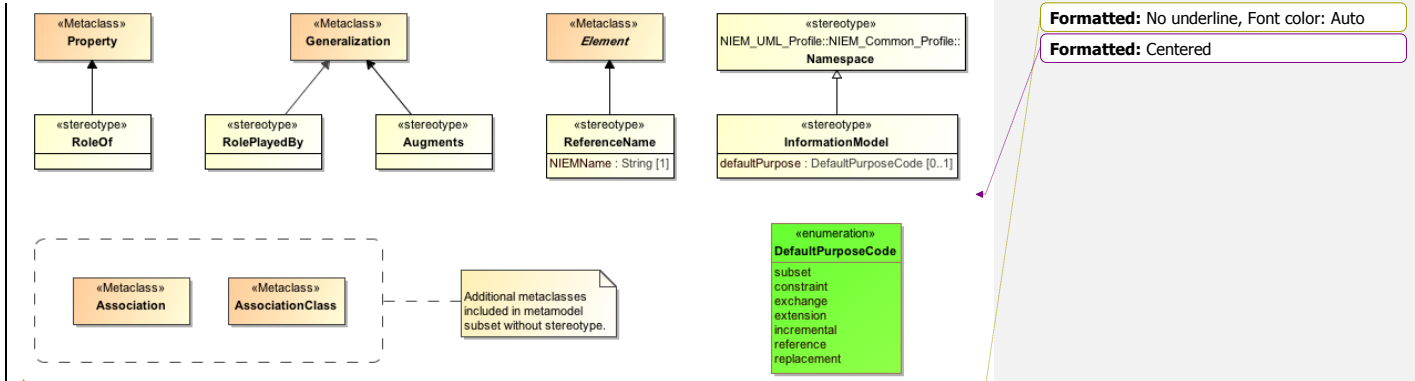 «Metaclass»
Property
«Metaclass»
Generalization
«Metaclass»
Element
«stereotype»
NIEM_UML_Profile::NIEM_Common_Profile::
Namespace
«stereotype»
RoleOf
«stereotype»
RolePlayedBy
«stereotype»
Augments
«stereotype»
ReferenceName
NIEMName : String [1]
«stereotype»
InformationModel
defaultPurpose : DefaultPurposeCode [0..1]
«Metaclass»
Association
«Metaclass»
AssociationClass
Additional metaclasses
included in metamodel
subset without stereotype.
«enumeration»
DefaultPurposeCode
subset
constraint
exchange
extension
incremental
reference
replacement
Formatted: No underline, Font color: Auto
Formatted: Centered